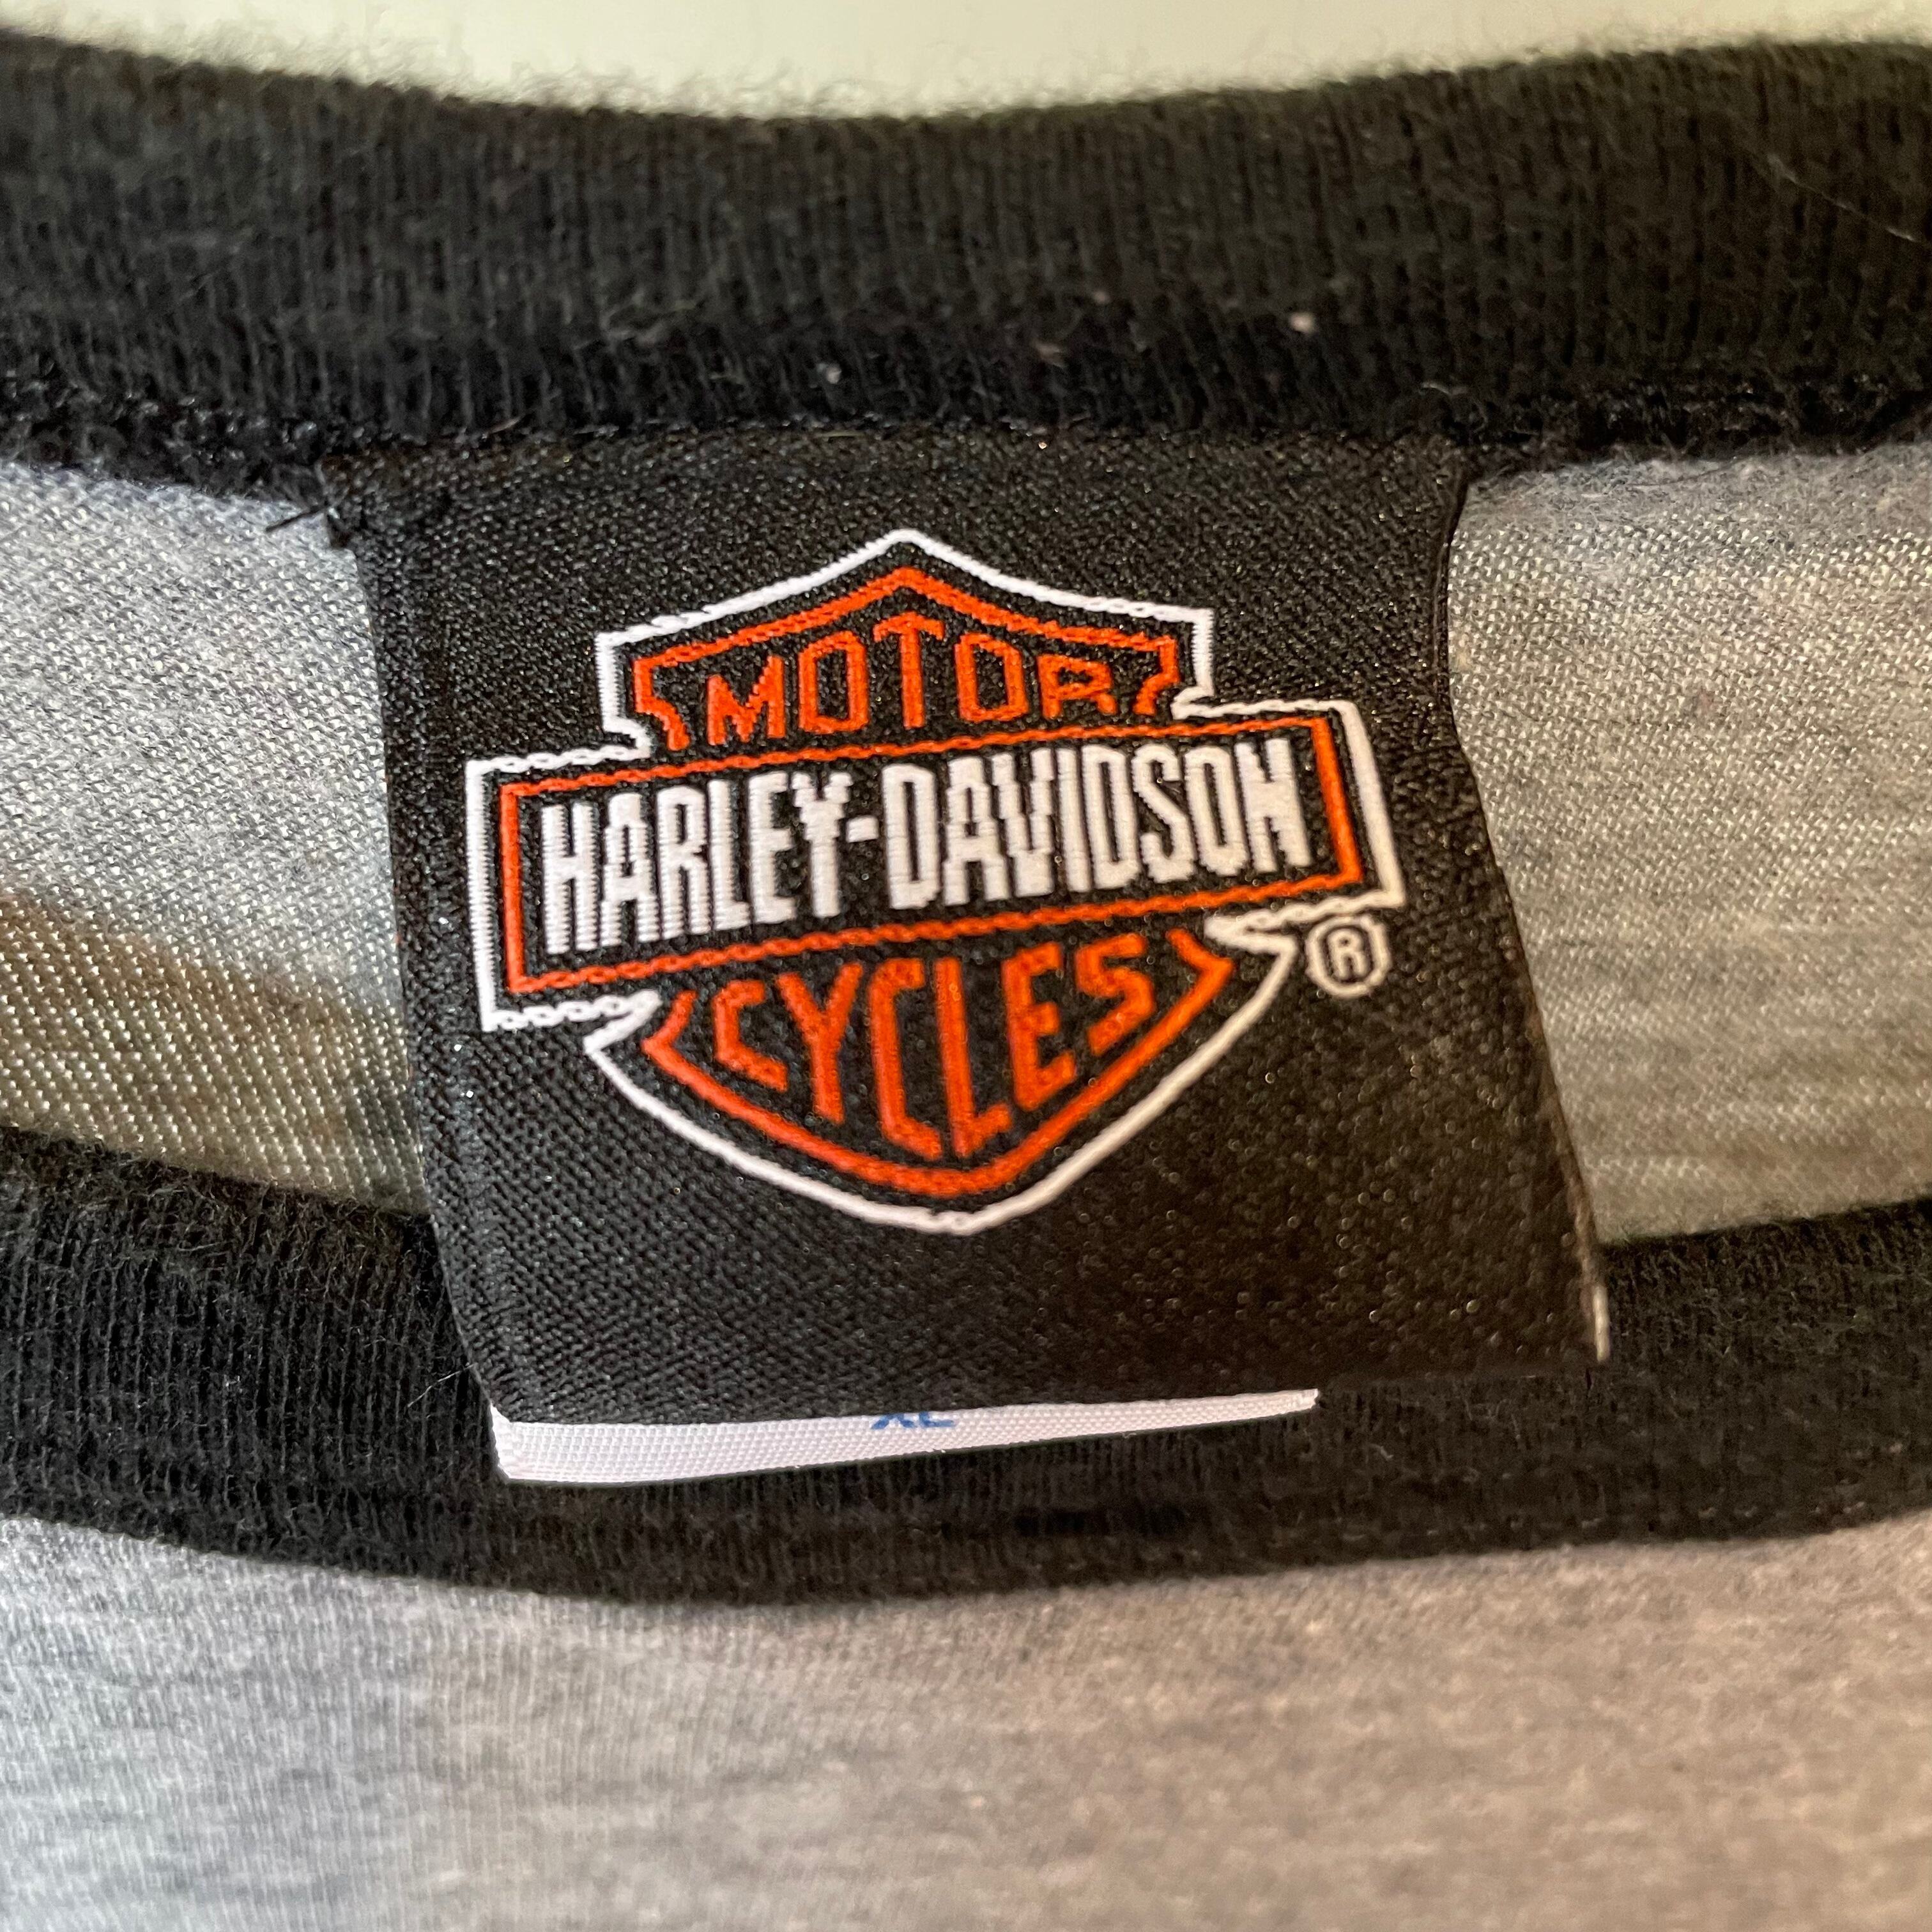 MOTOR
HARLEY-DAVIDSON
CYCLES
®
XL